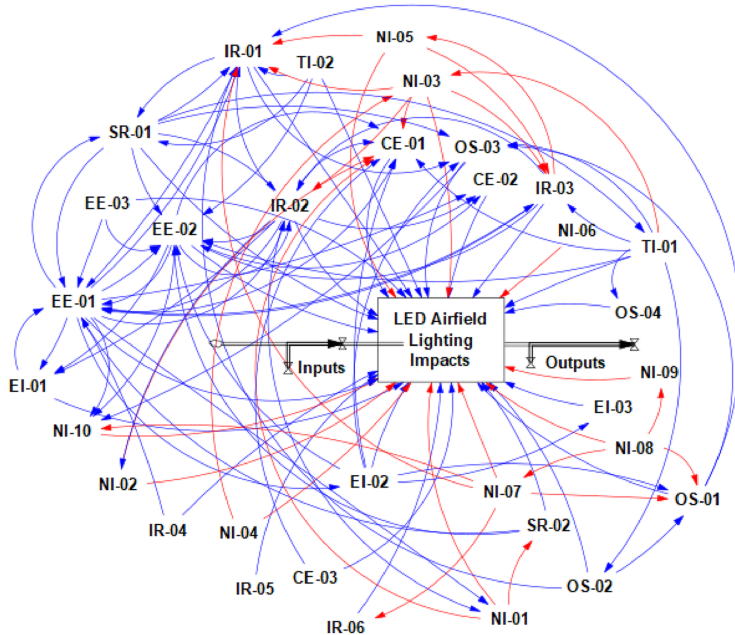 NI-05
IR-01
TI-02
NI-03
SR-01
CE-01
OS-03
CE-02
IR-03
EE-03
IR-02
EE-02
NI-06
TI-01
EE-01
LED Airfield
Lighting
Impacts
OS-04
Inputs
Outputs
EI-01
NI-09
EI-03
NI-10
NI-08
NI-02
EI-02
NI-07
OS-01
IR-04
NI-04
SR-02
IR-05
CE-03
OS-02
IR-06
NI-01